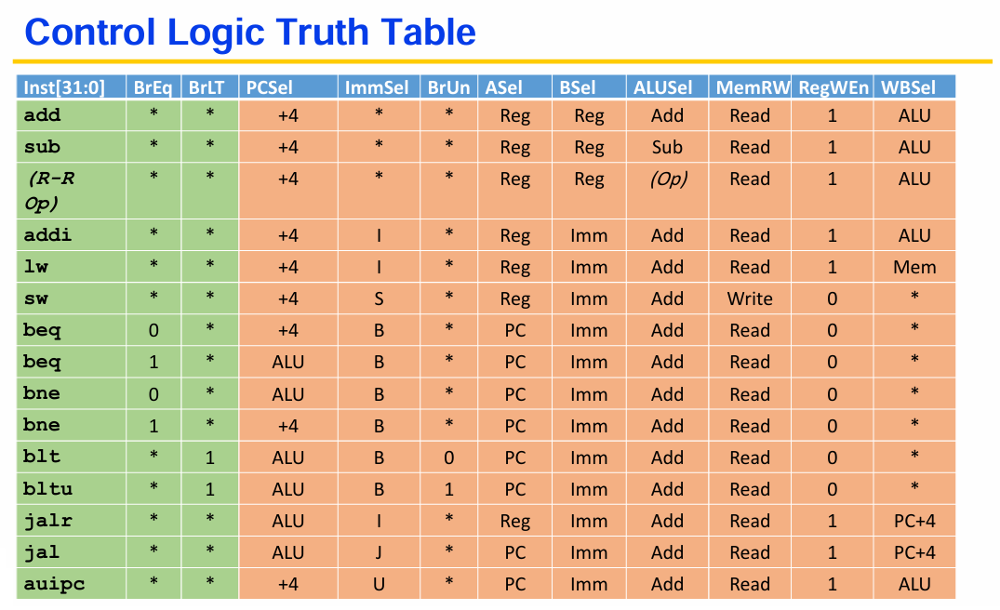 Control Logic Truth Table
Inst[31:0] BrEq BrLT PCSel ImmSel BrUn ASel BSel ALUSel MemRW RegWEn WBSel
add * * +4 * * Reg Reg Add Read 1 ALU
sub * * +4 * * Reg Reg Sub Read 1 ALU
(R-R * * +4 * * Reg Reg (Op) Read 1 ALU
Op)
addi * * +4 I * Reg Imm Add Read 1 ALU
lw * * +4 I * Reg Imm Add Read 1 Mem
sw * * +4 S * Reg Imm Add Write 0 *
beq 0 * +4 B * PC Imm Add Read 0 *
beq 1 * ALU B * PC Imm Add Read 0 *
bne 0 * ALU B * PC Imm Add Read 0 *
bne 1 * +4 B * PC Imm Add Read 0 *
blt * 1 ALU B 0 PC Imm Add Read 0 *
bltu * 1 ALU B 1 PC Imm Add Read 0 *
jalr * * ALU I * Reg Imm Add Read 1 PC+4
jal * * ALU J * PC Imm Add Read 1 PC+4
auipc * * +4 U * PC Imm Add Read 1 ALU